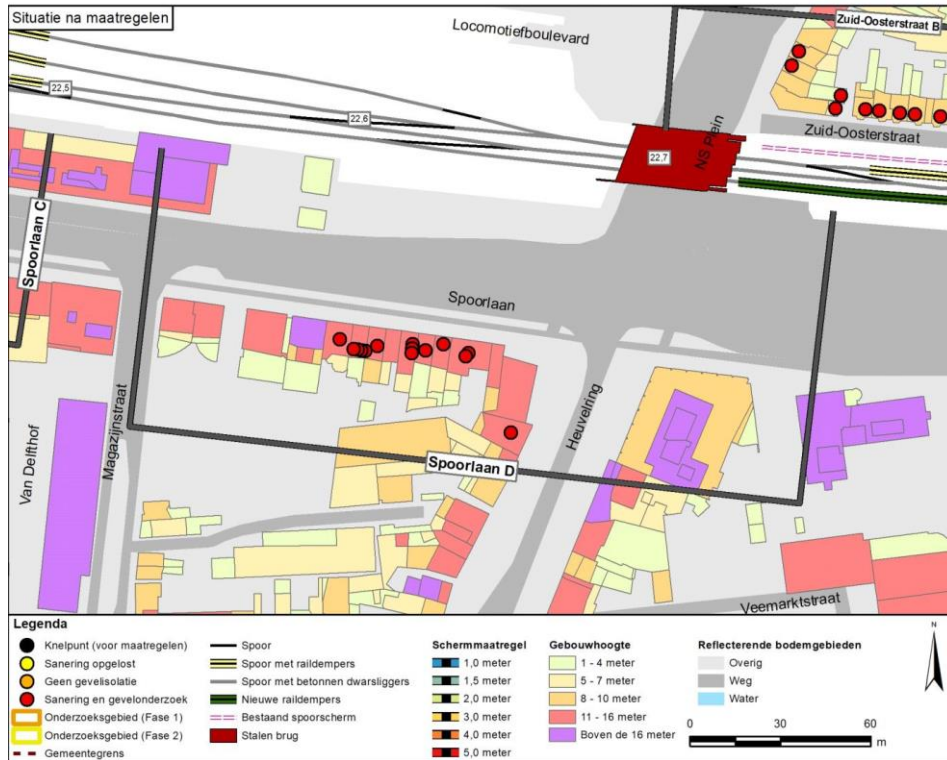 Situatie na maatregelen
Locomotiefboulevard
Zuid-Oosterstraat B
22,5
22,6
22,7
NS Plein
Zuid-Oosterstraat
Spoorlaan C
Spoorlaan
Van Delfthof
Magazijnstraat
Heuvelring
Spoorlaan D
Veemarktstraat
Legenda
Knelpunt (voor maatregelen)
Sanering opgelost
Geen gevelisolatie
Sanering en gevelonderzoek
Onderzoeksgebied (Fase 1)
Onderzoeksgebied (Fase 2)
Gemeentegrens
Spoor
Spoor met raildempers
Spoor met betonnen dwarsliggers
Nieuwe raildempers
Bestaand spoorscherm
Stalen brug
Schermmaatregel
1,0 meter
1,5 meter
2,0 meter
3,0 meter
4,0 meter
5,0 meter
Gebouwhoogte
1 - 4 meter
5 - 7 meter
8 - 10 meter
11 - 16 meter
Boven de 16 meter
Reflecterende bodemgebieden
Overig
Weg
Water
N
0 30 60
m